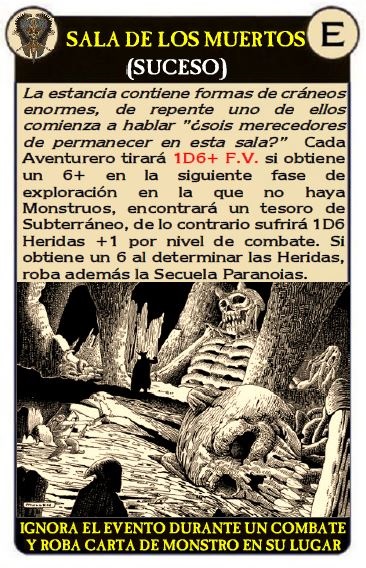 SALA DE LOS MUERTOS
E
(SUCESO)
La estancia contiene formas de cráneos
enormes, de repente uno de ellos
comienza a hablar "¿sois merecedores
de permanecer en esta sala?" Cada
Aventurero tirará 1D6+ F.V. si obtiene
un 6+ en la siguiente fase de
exploración en la que no haya
Monstruos, encontrará un tesoro de
Subterráneo, de lo contrario sufrirá 1D6
Heridas +1 por nivel de combate. Si
obtiene un 6 al determinar las Heridas,
roba además la Secuela Paranoias.
IGNORA EL EVENTO DURANTE UN COMBATE
Y ROBA CARTA DE MONSTRO EN SU LUGAR